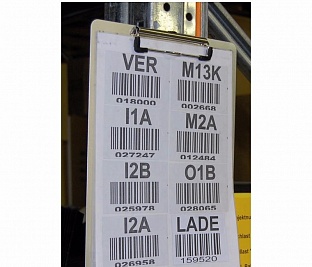 VER M13K
018000 002668
I1A M2A
027247 012484
I2B O1B
025978 028065
I2A LADE
026958 159520